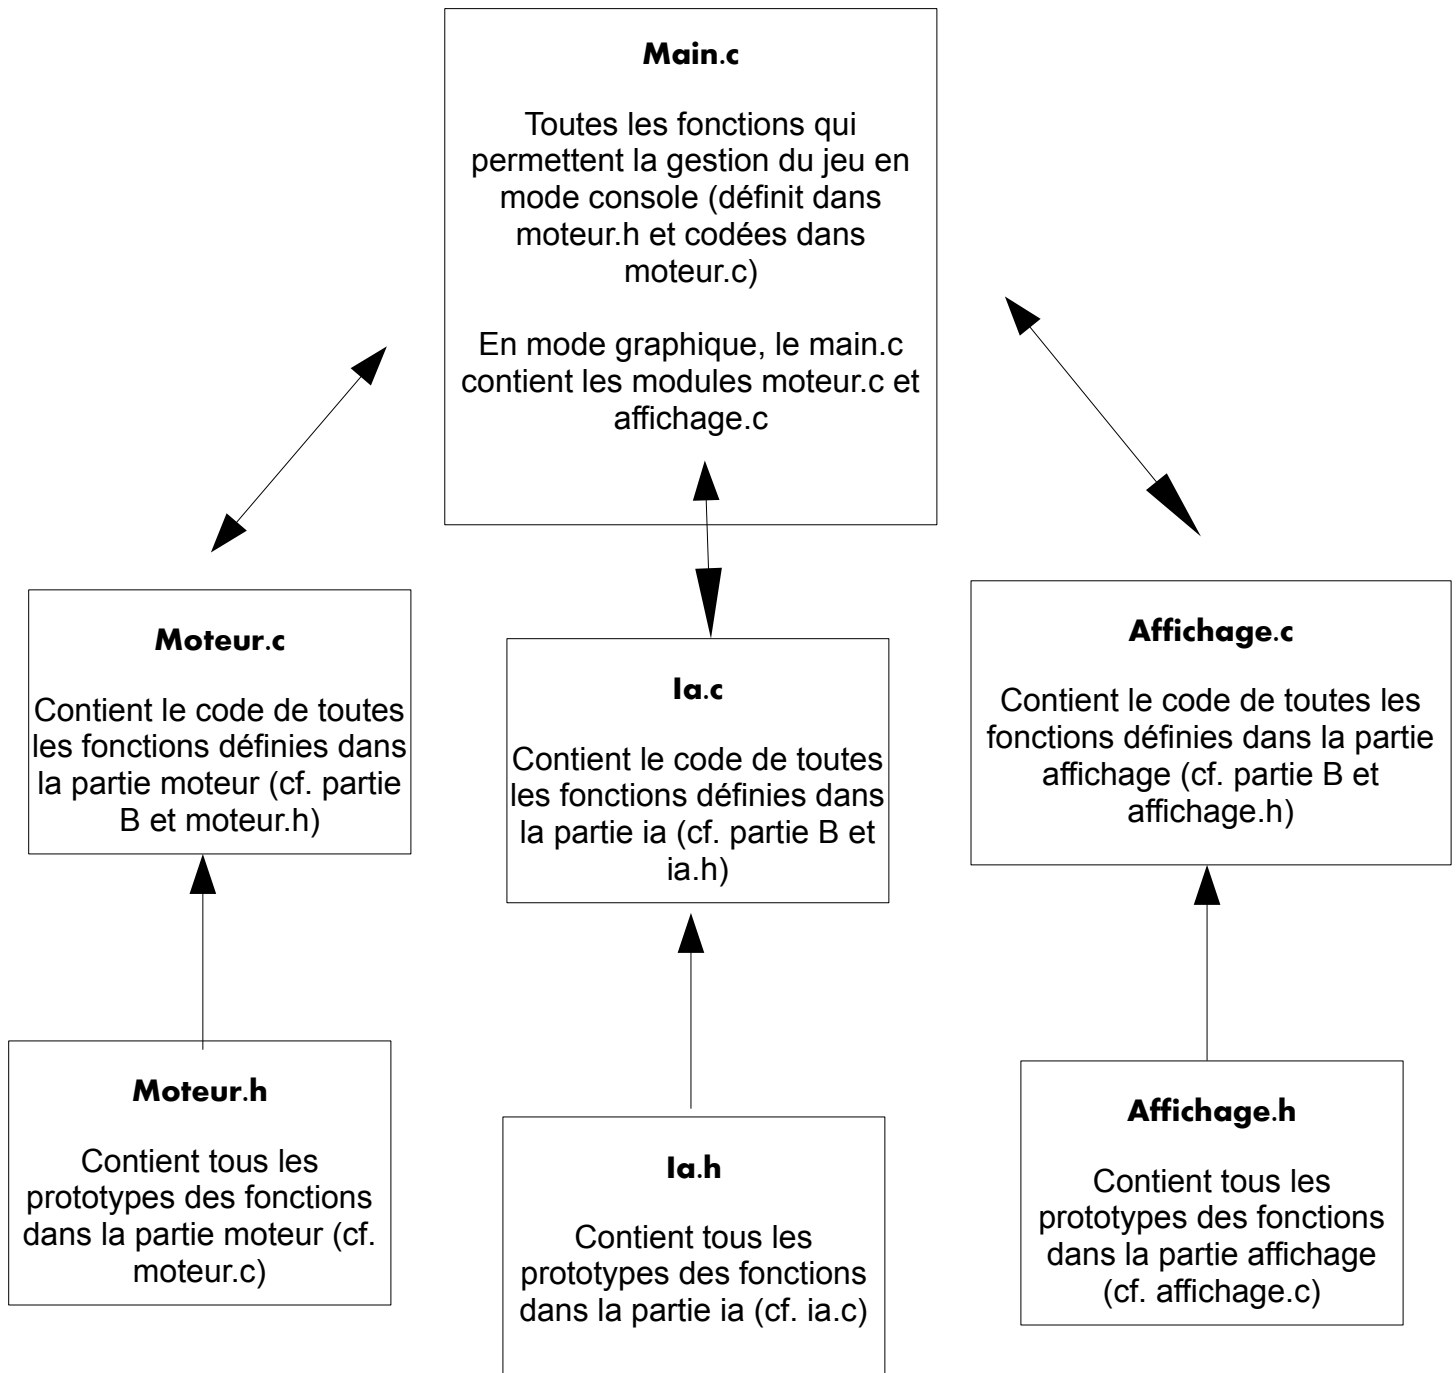 Main.c
Toutes les fonctions qui
permettent la gestion du jeu en
mode console (définit dans
moteur.h et codées dans
moteur.c)
En mode graphique, le main.c
contient les modules moteur.c et
affichage.c
Moteur.c
Contient le code de toutes
les fonctions définies dans
la partie moteur (cf. partie
B et moteur.h)
Ia.c
Contient le code de toutes
les fonctions définies dans
la partie ia (cf. partie B et
ia.h)
Affichage.c
Contient le code de toutes les
fonctions définies dans la partie
affichage (cf. partie B et
affichage.h)
Moteur.h
Contient tous les
prototypes des fonctions
dans la partie moteur (cf.
moteur.c)
Ia.h
Contient tous les
prototypes des fonctions
dans la partie ia (cf. ia.c)
Affichage.h
Contient tous les
prototypes des fonctions
dans la partie affichage
(cf. affichage.c)